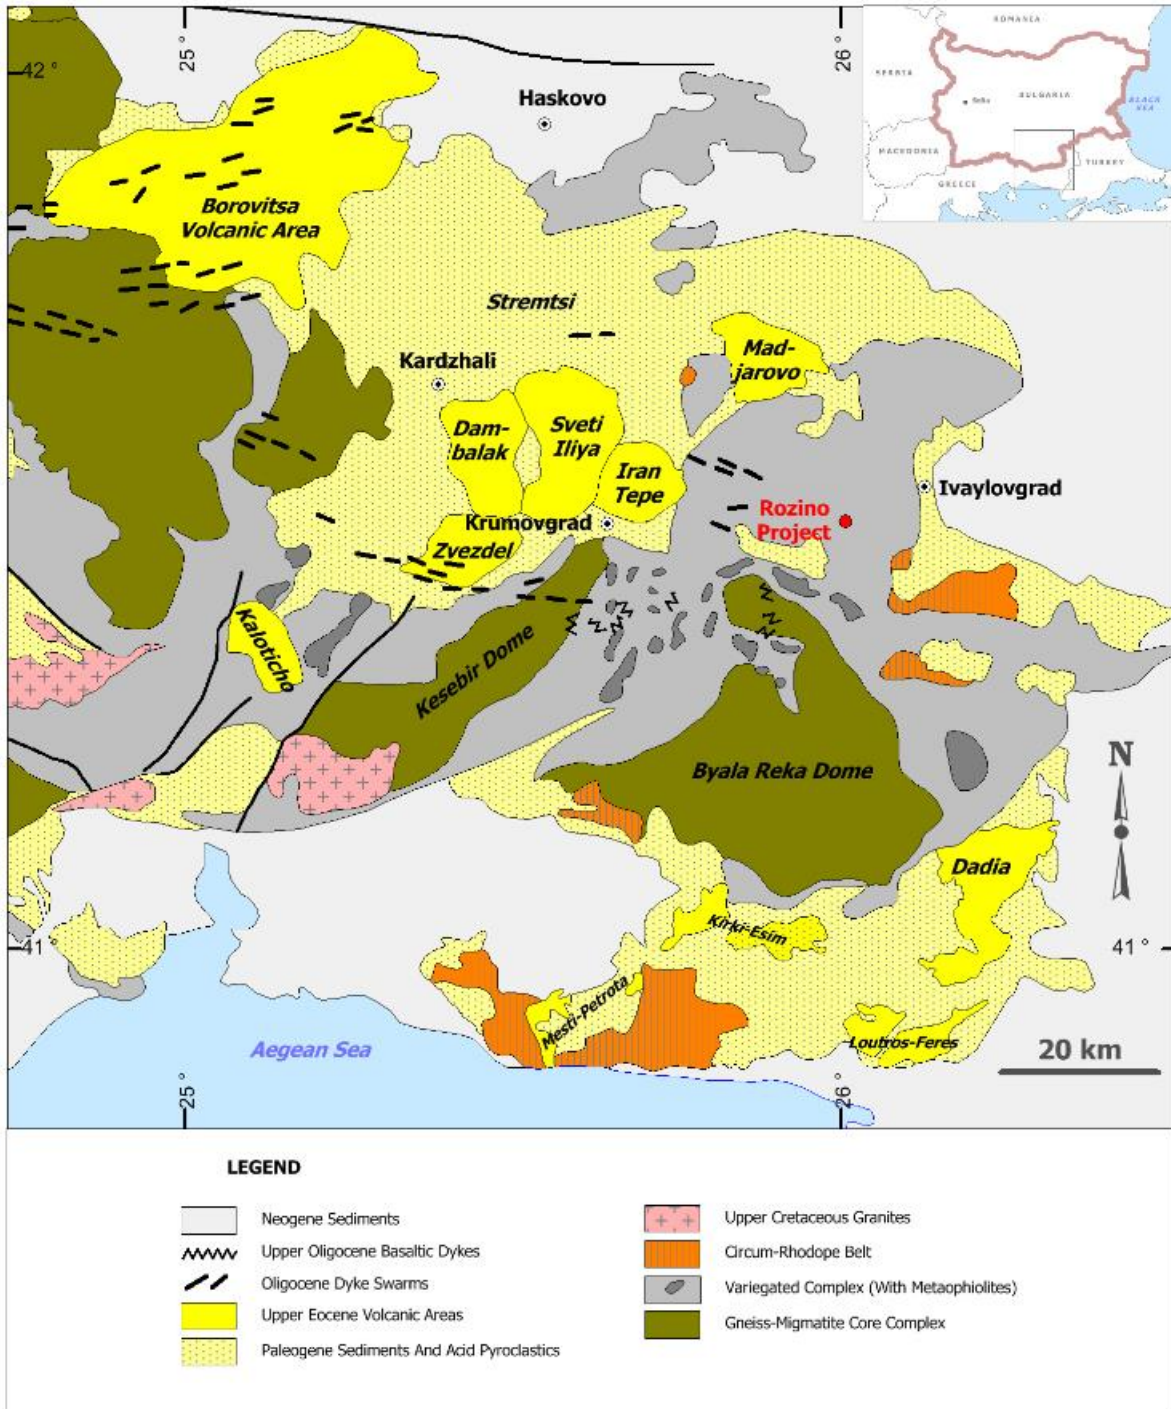 25°
26°
42°
ROMANIA
SERBIA
Sofia
BULGARIA
BLACK
SEA
MACEDONIA
TURKEY
GREECE
Haskovo
Borovitsa
Volcanic Area
Stremtsi
Mad-
jarovo
Kardzhali
Dam-
balak
Sveti
Iliya
Iran
Tepe
Ivaylovgrad
Rozino
Project
Krumovgrad
Zvezdel
Kaloticho
Kesebir Dome
Byala Reka Dome
N
Dadia
Kirki-Esim
41°
41°
Mesti-Petrota
Aegean Sea
Loutros-Feres
20 km
25°
26°
LEGEND
Neogene Sediments
Upper Oligocene Basaltic Dykes
Oligocene Dyke Swarms
Upper Eocene Volcanic Areas
Paleogene Sediments And Acid Pyroclastics
Upper Cretaceous Granites
Circum-Rhodope Belt
Variegated Complex (With Metaophiolites)
Gneiss-Migmatite Core Complex